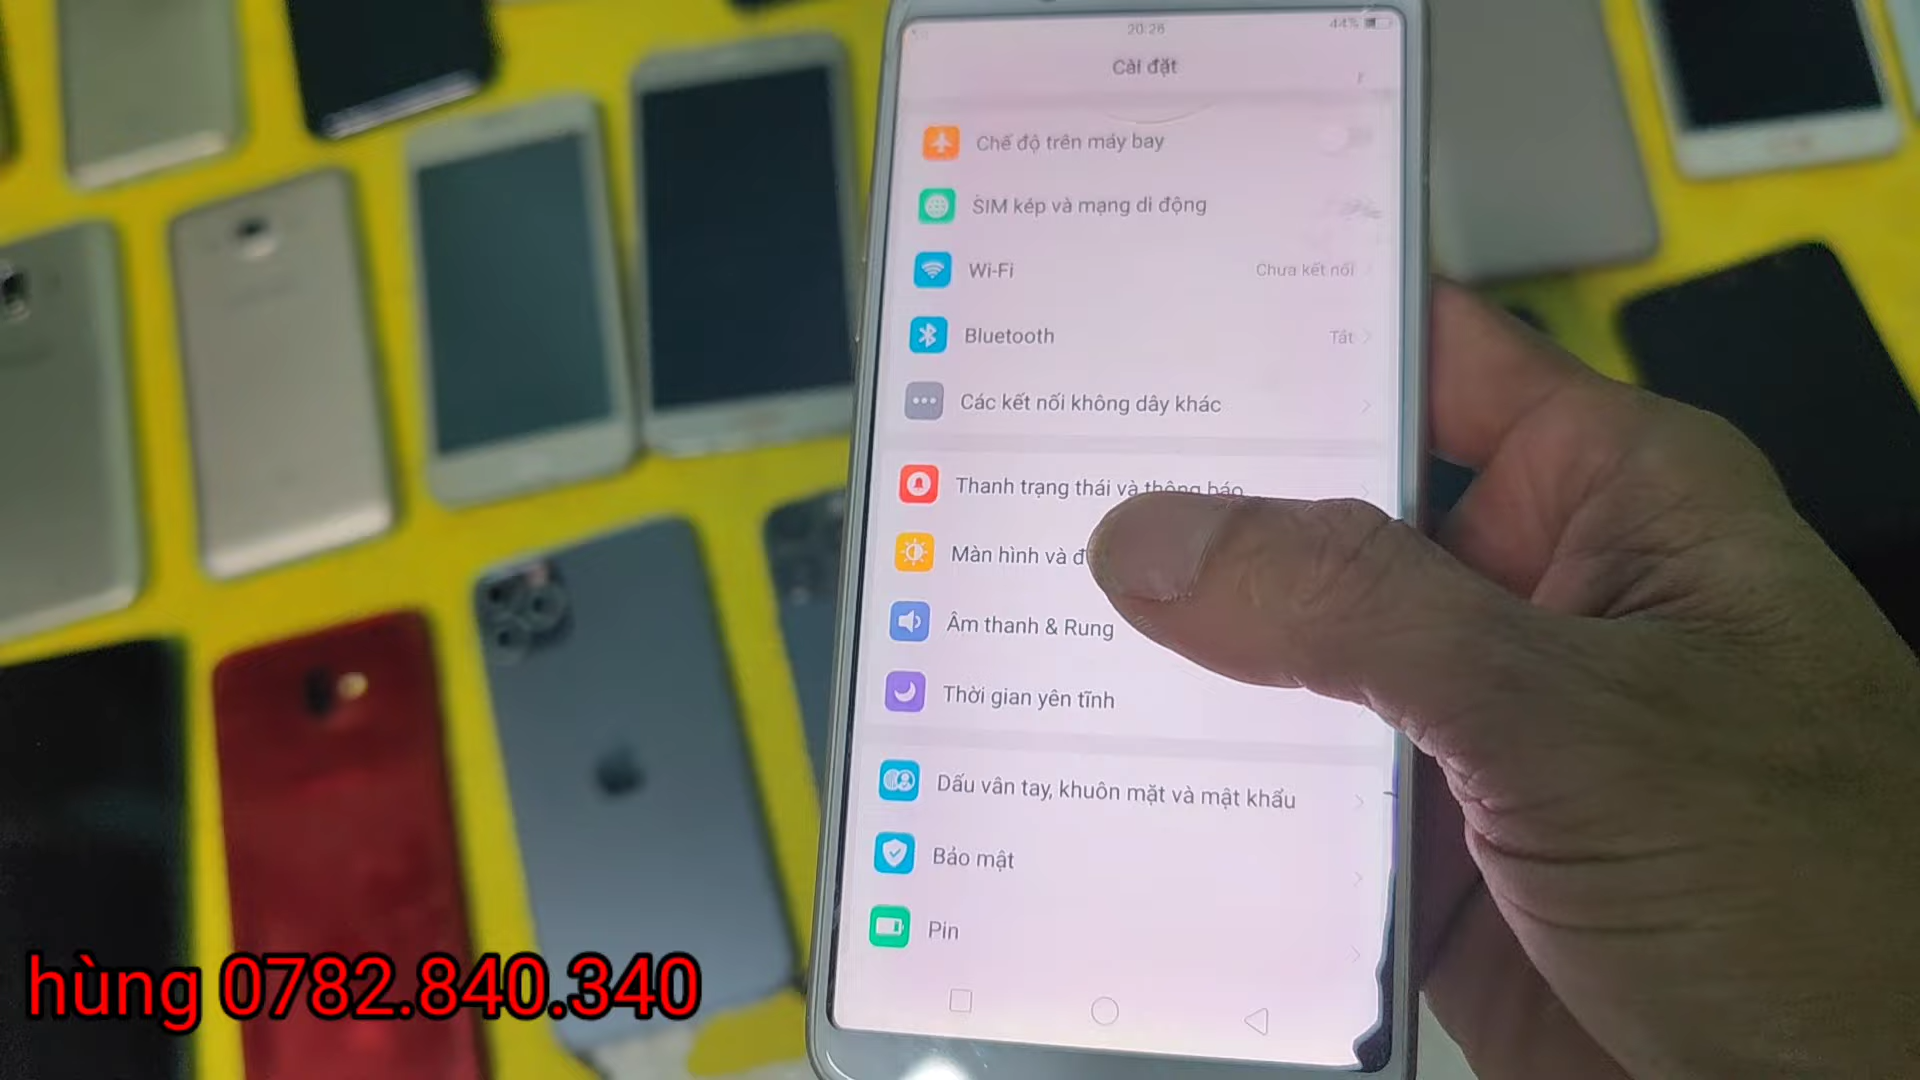 20:26
44%
Cài đặt
Chế độ trên máy bay
SIM kép và mạng di động
Wi-Fi
Chưa kết nối
Bluetooth
Tắt
Các kết nối không dây khác
Thanh trạng thái và thông báo
Màn hình và đ
Âm thanh & Rung
Thời gian yên tĩnh
Dấu vân tay, khuôn mặt và mật khẩu
Bảo mật
Pin
hùng 0782.840.340